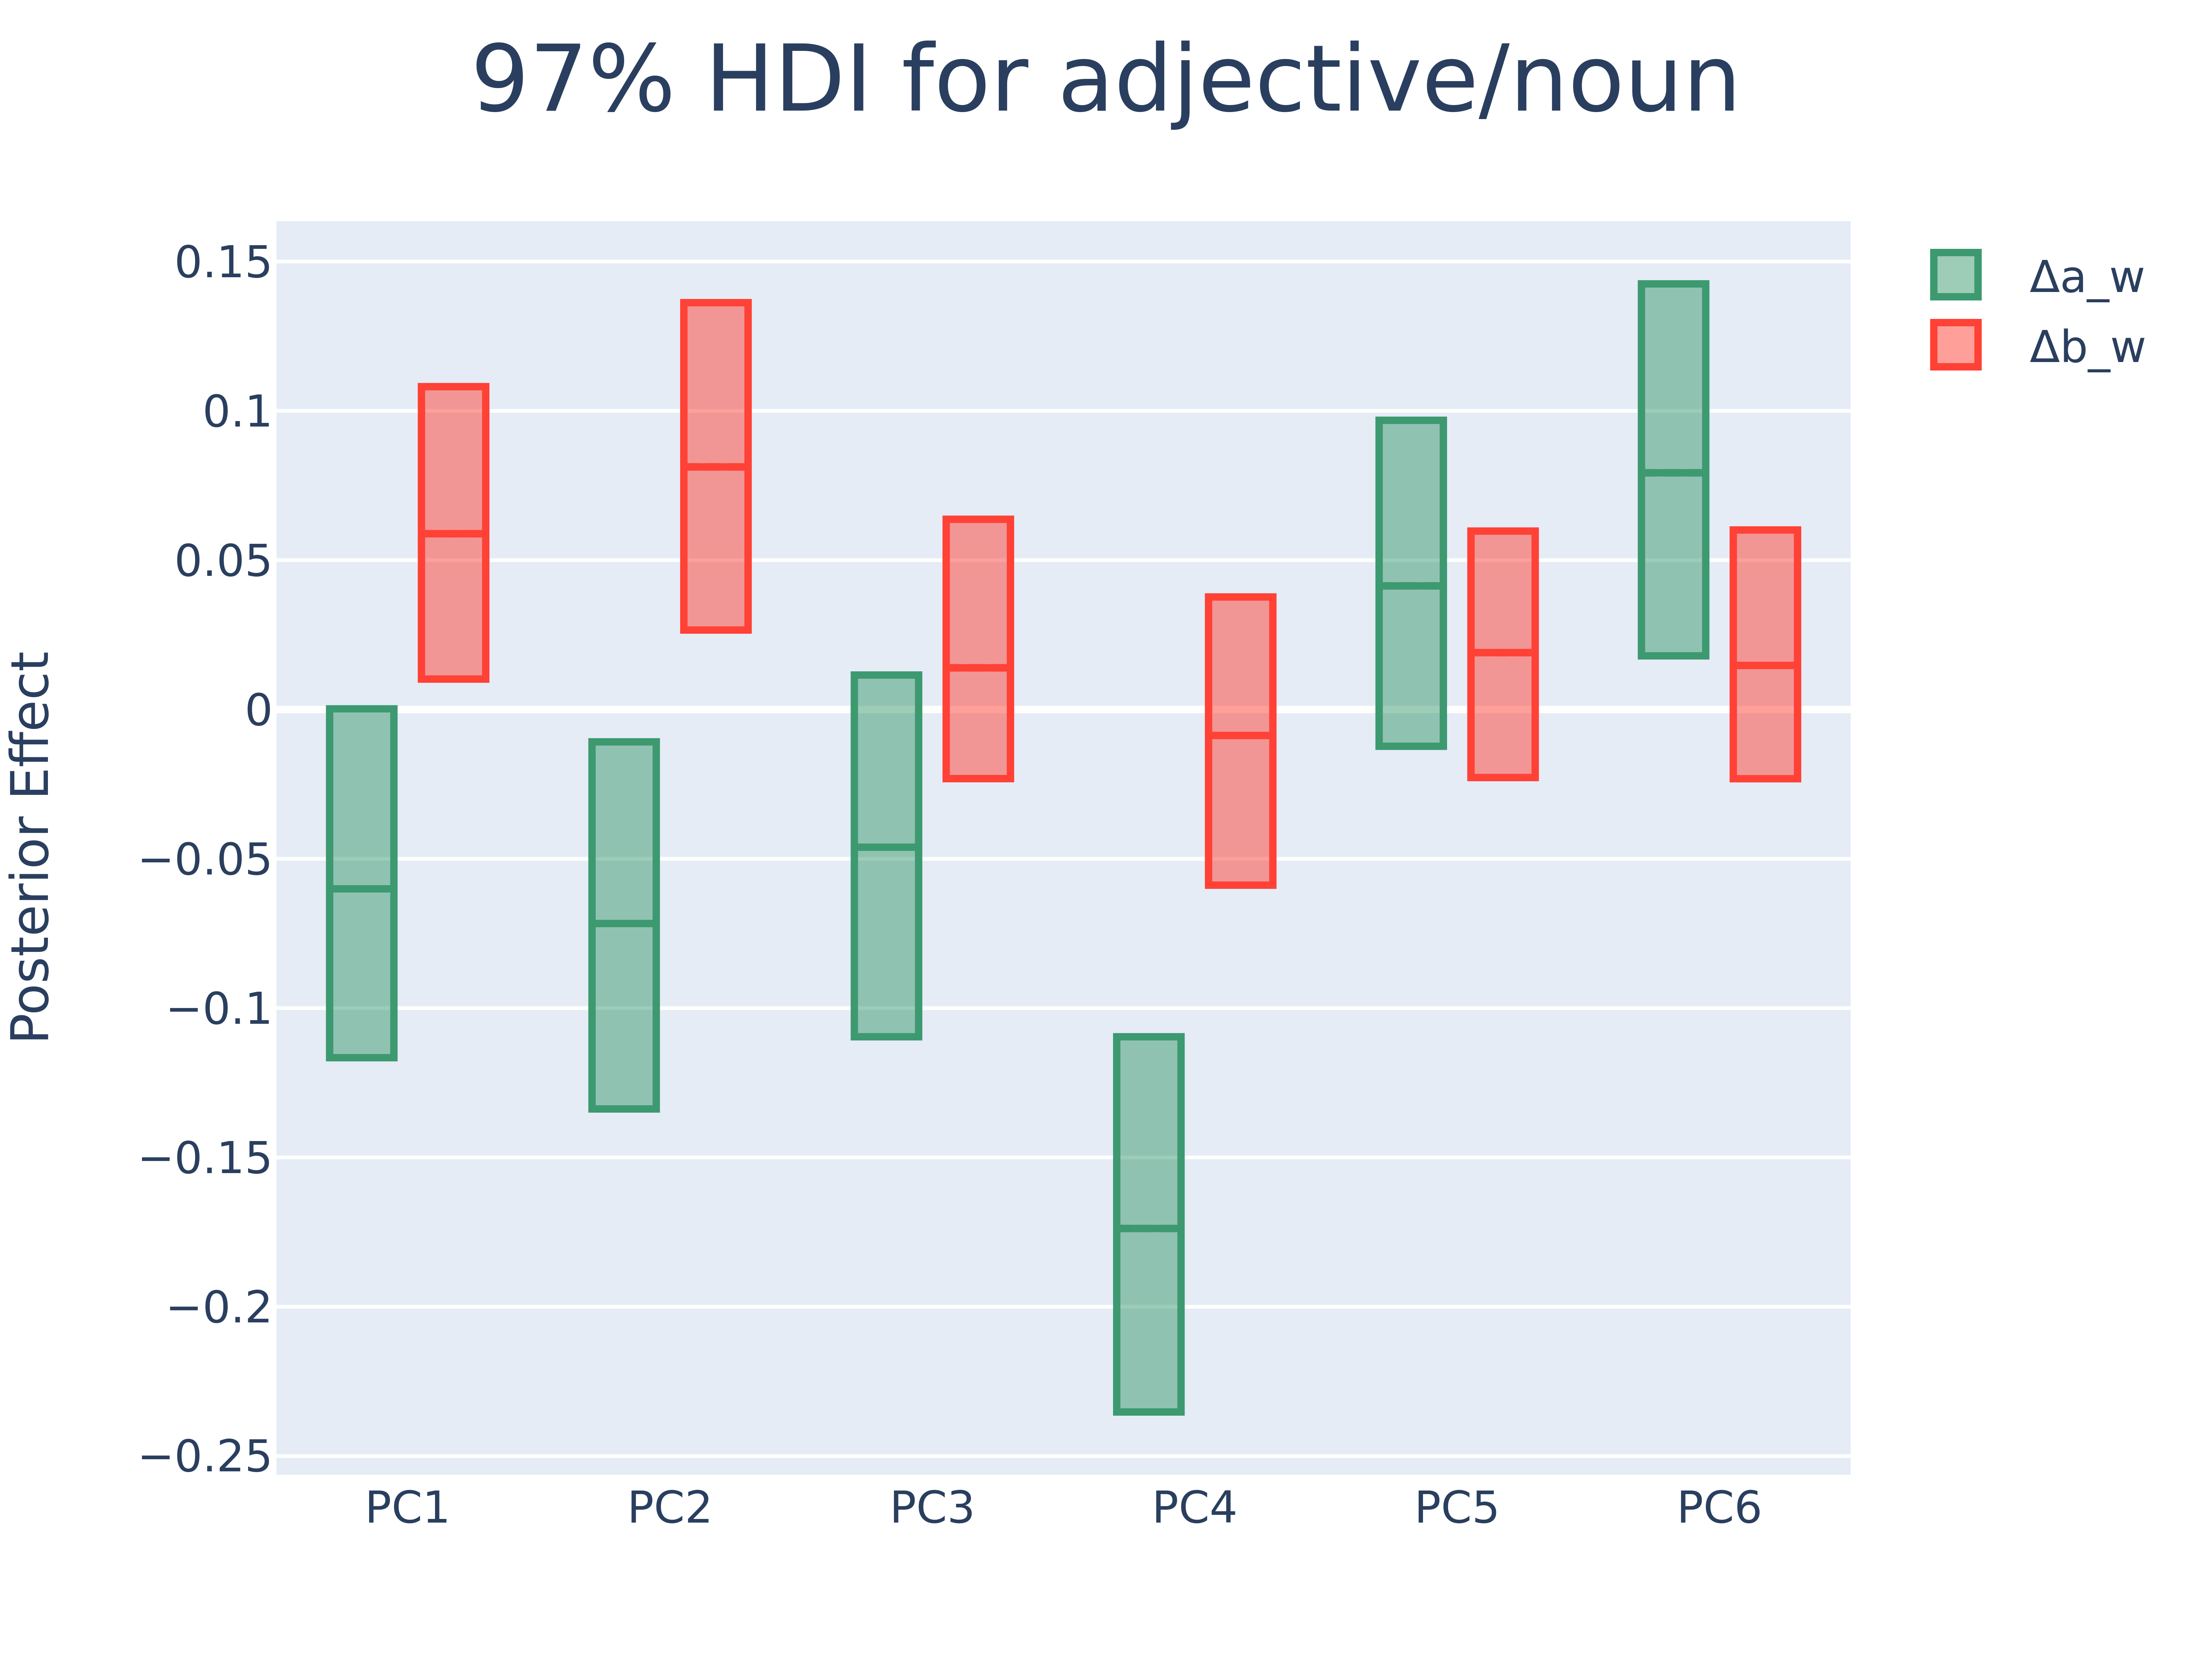 97% HDI for adjective/noun
Δa_w
Δb_w
Posterior Effect
0.15
0.1
0.05
0
−0.05
−0.1
−0.15
−0.2
−0.25
PC1 PC2 PC3 PC4 PC5 PC6